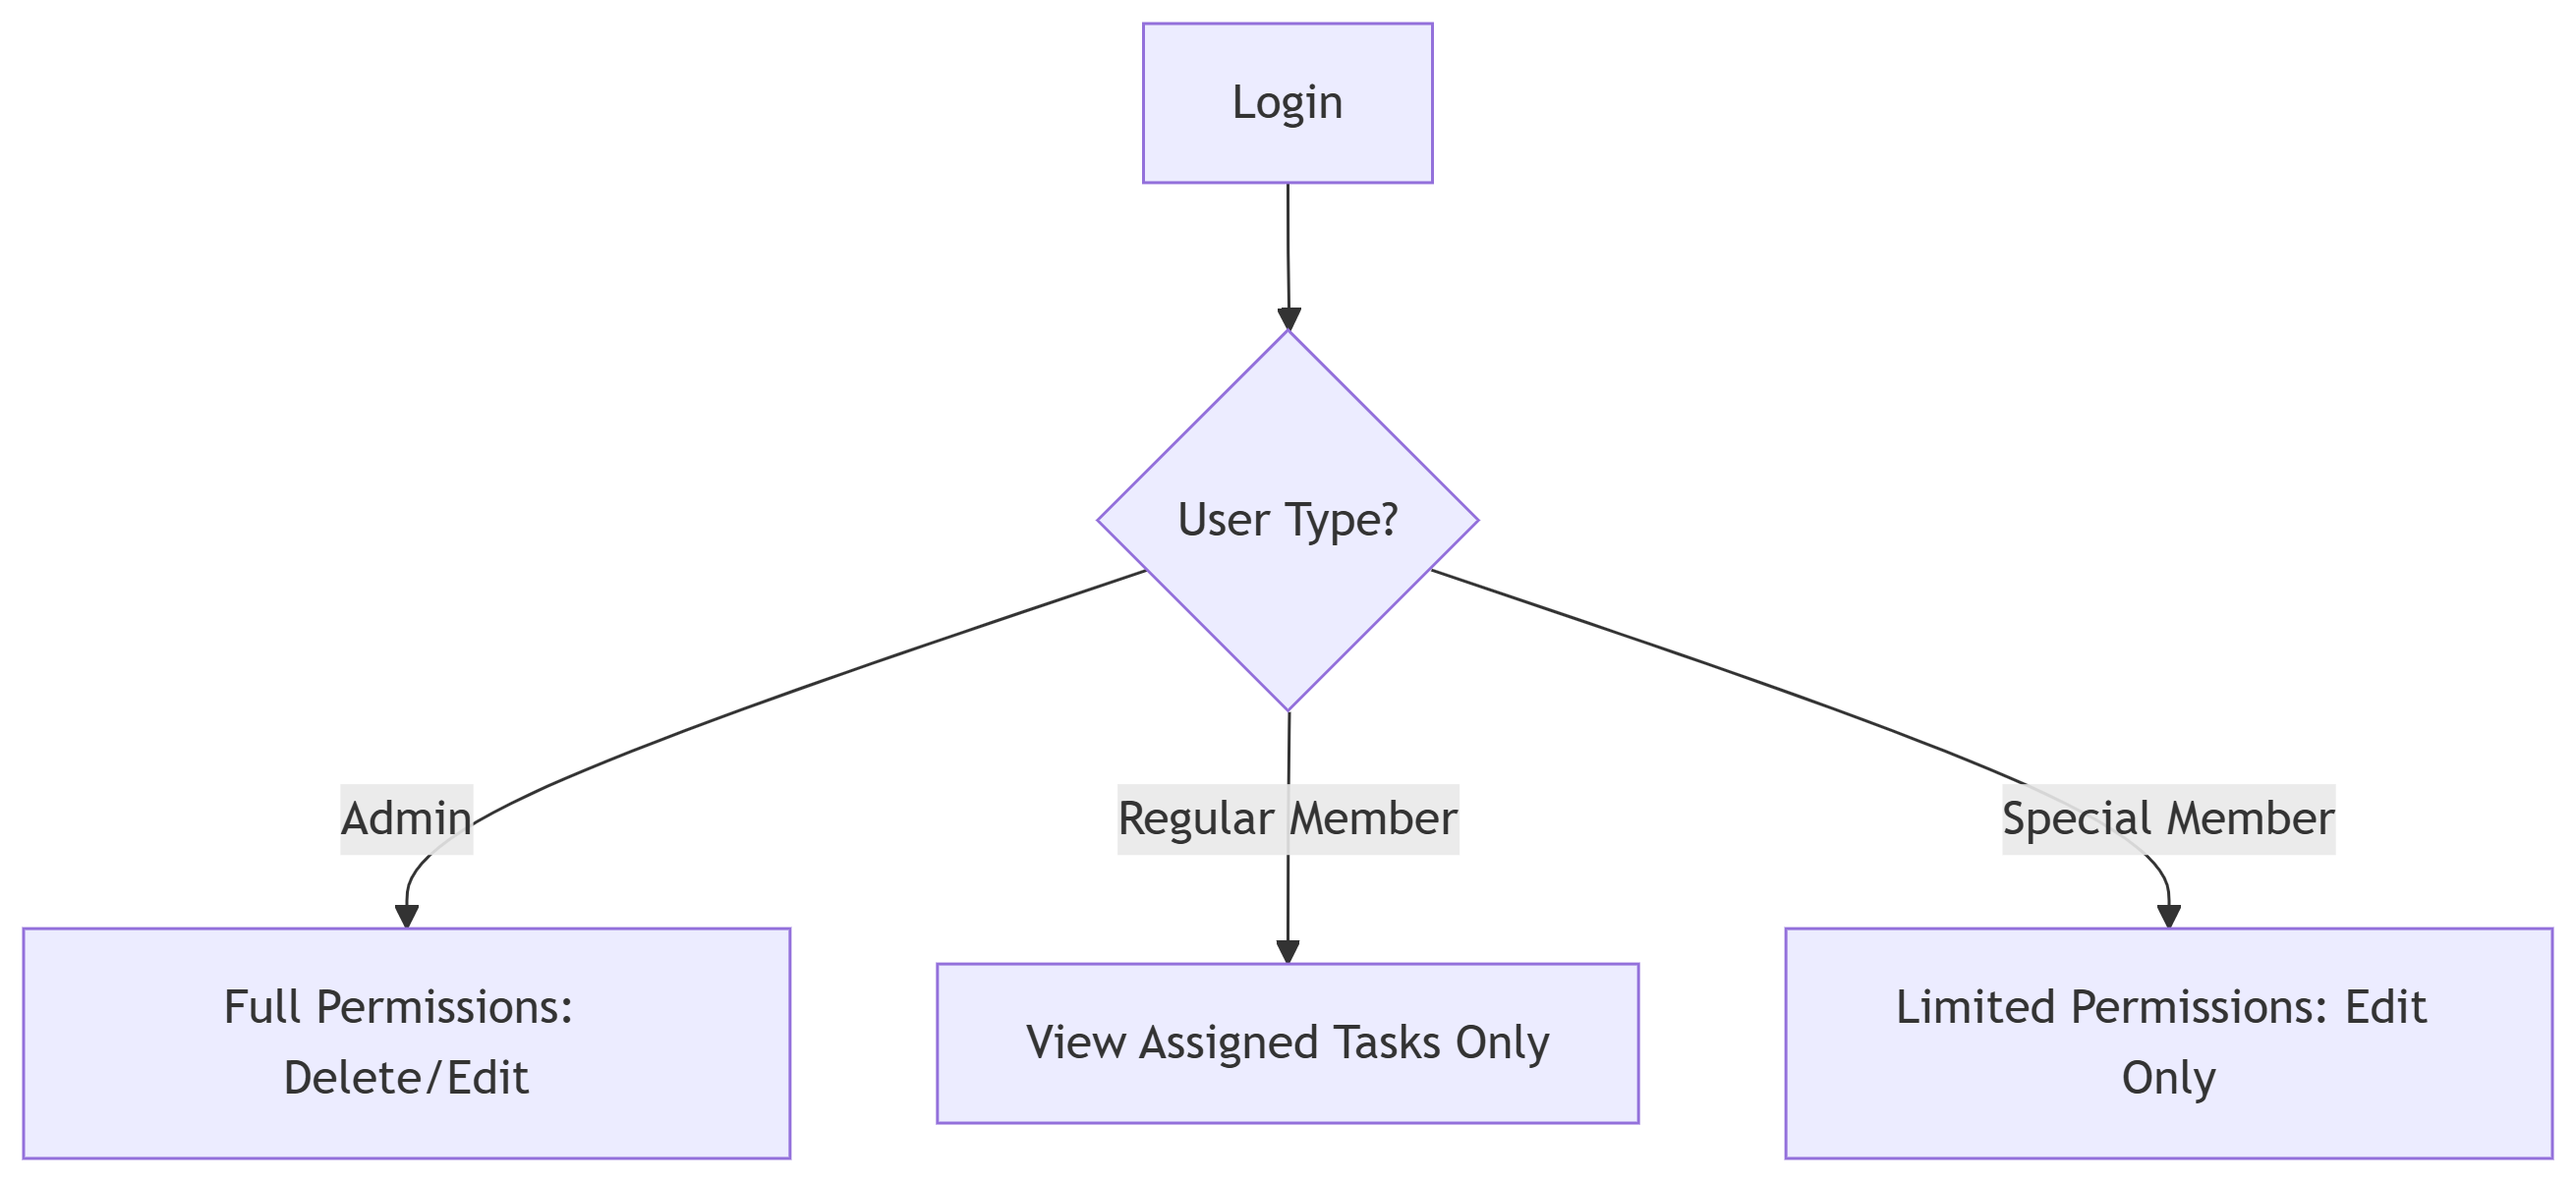 Login
User Type?
Admin
Regular Member
Special Member
Full Permissions:
Delete/Edit
View Assigned Tasks Only
Limited Permissions: Edit
Only